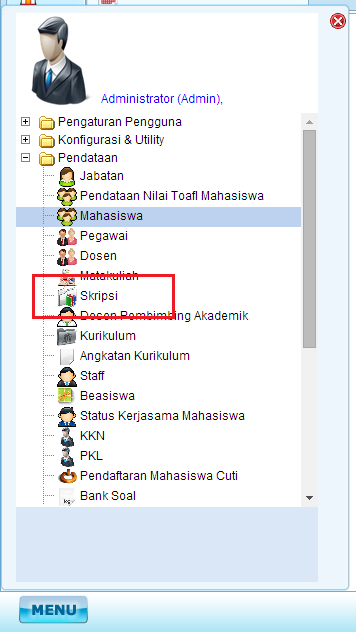 Administrator (Admin),
Pengaturan Pengguna
Konfigurasi & Utility
Pendataan
Jabatan
Pendataan Nilai Toafl Mahasiswa
Mahasiswa
Pegawai
Dosen
Matakuliah
Skripsi
Dosen Pembimbing Akademik
Kurikulum
Angkatan Kurikulum
Staff
Beasiswa
Status Kerjasama Mahasiswa
KKN
PKL
Pendaftaran Mahasiswa Cuti
Bank Soal
MENU